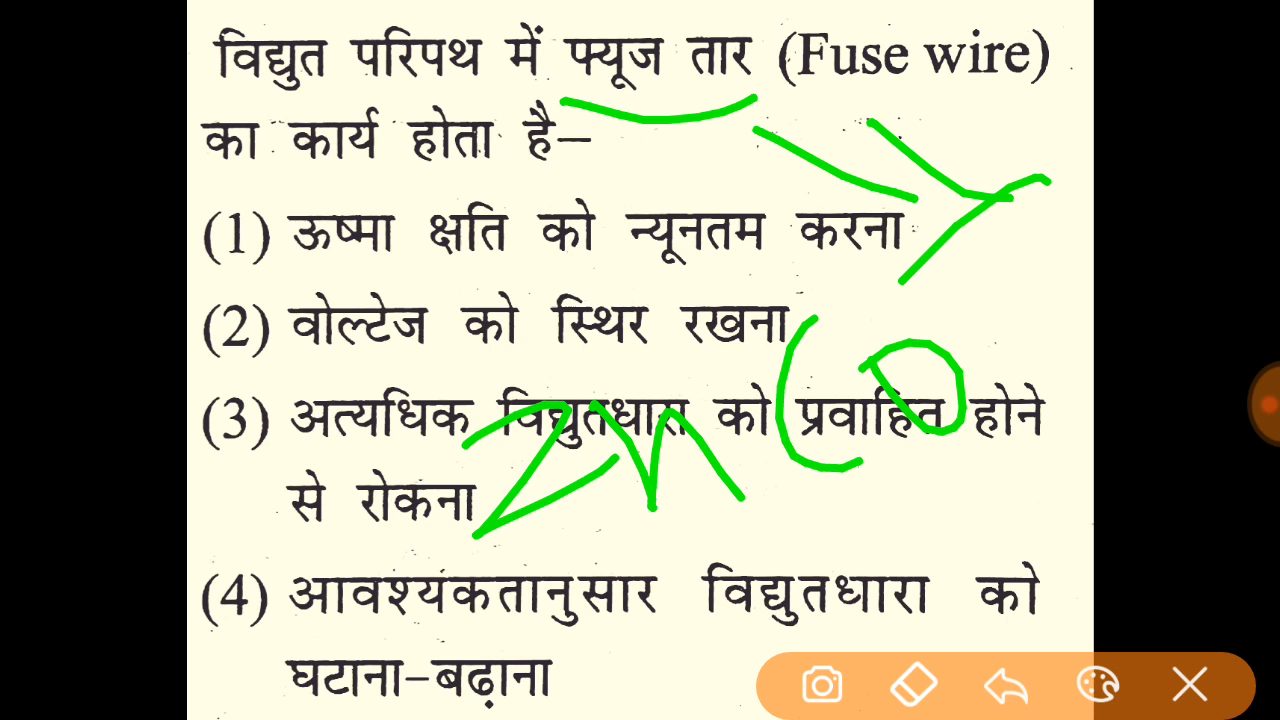 विद्युत परिपथ में फ्यूज तार (Fuse wire)
का कार्य होता है–
(1) ऊष्मा क्षति को न्यूनतम करना
(2) वोल्टेज को स्थिर रखना
(3) अत्यधिक विद्युतधारा को प्रवाहित होने
से रोकना
(4) आवश्यकतानुसार विद्युतधारा को
घटाना–बढ़ाना